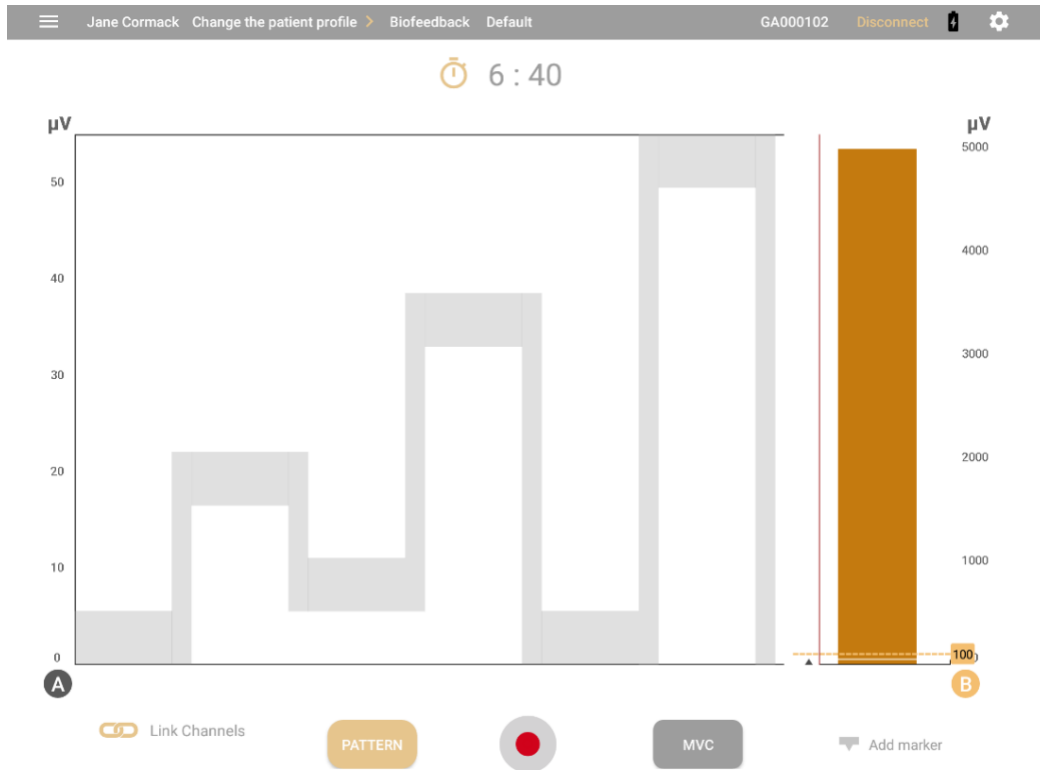 Jane Cormack Change the patient profile > Biofeedback Default GA000102 Disconnect
6 : 40
µV µV
5000
50
4000
40
3000
30
20 2000
10 1000
100
0
A B
Link Channels PATTERN MVC Add marker